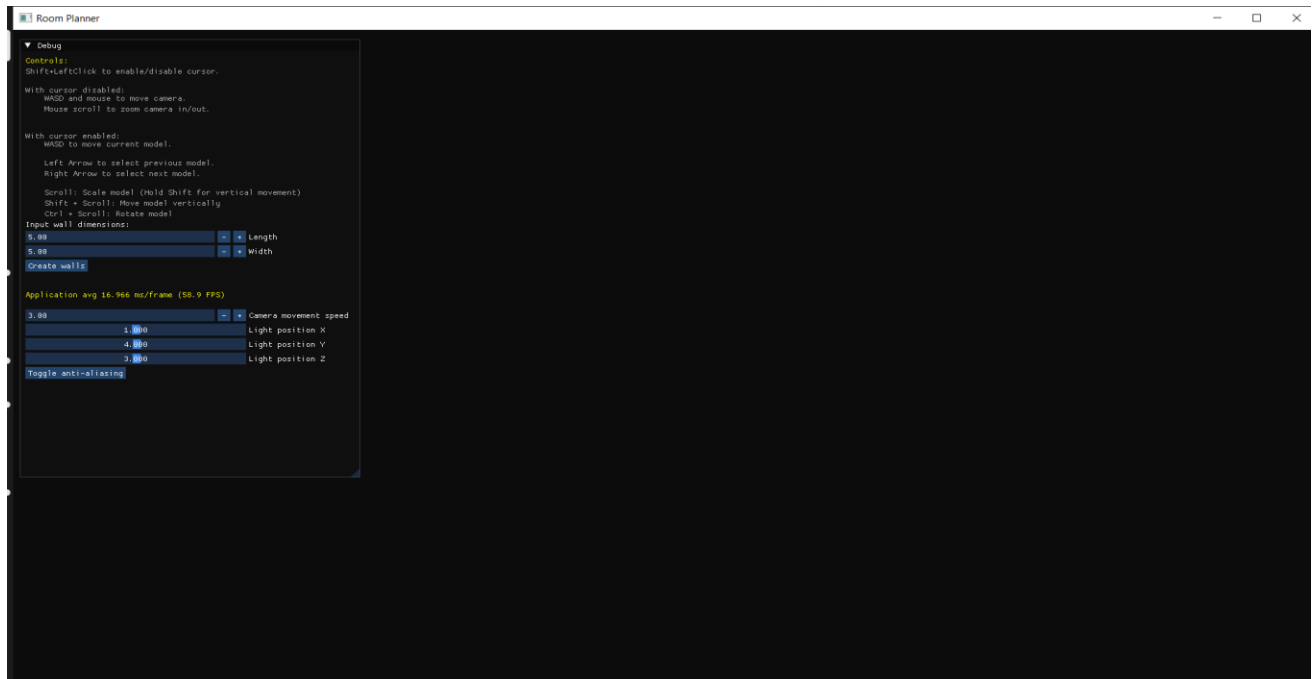 Room Planner
Debug
Controls:
Shift+LeftClick to enable/disable cursor.
With cursor disabled:
WASD and mouse to move camera.
Mouse scroll to zoom camera in/out.
With cursor enabled:
WASD to move current model.
Left Arrow to select previous model.
Right Arrow to select next model.
Scroll: Scale model (Hold Shift for vertical movement)
Shift + Scroll: Move model vertically
Ctrl + Scroll: Rotate model
Input wall dimensions:
5.00 - + Length
5.00 - + Width
Create walls
Application avg 16.966 ms/frame (58.9 FPS)
3.00 - + Camera movement speed
1.000 Light position X
4.000 Light position Y
3.000 Light position Z
Toggle anti-aliasing